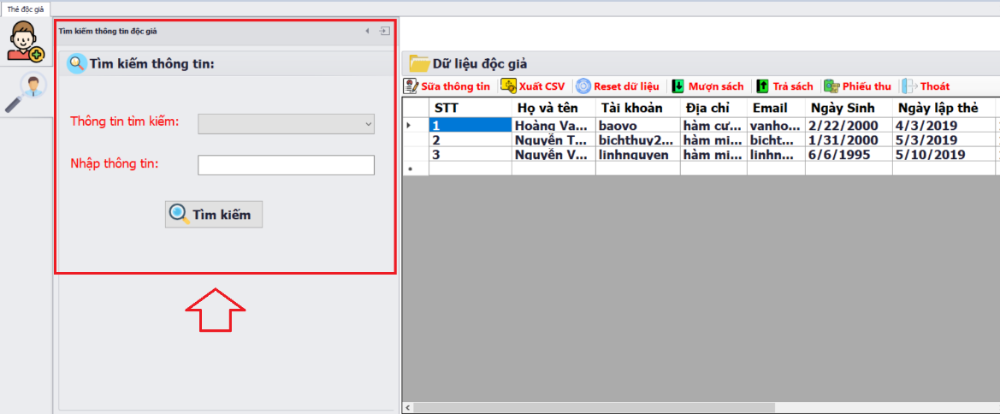 Thẻ độc giả
Tìm kiếm thông tin độc giả
Tìm kiếm thông tin:
Thông tin tìm kiếm:
Nhập thông tin:
Tìm kiếm
Dữ liệu độc giả
Sữa thông tin Xuất CSV Reset dữ liệu Mượn sách Trả sách Phiếu thu Thoát
STT Họ và tên Tài khoản Địa chỉ Email Ngày Sinh Ngày lập thẻ
1 Hoàng Va... baovo hàm cư... vanho... 2/22/2000 4/3/2019
2 Nguyễn T... bichthuy2... hàm mi... bicht... 1/31/2000 5/3/2019
3 Nguyễn V... linhnguyen hàm mi... linhn... 6/6/1995 5/10/2019